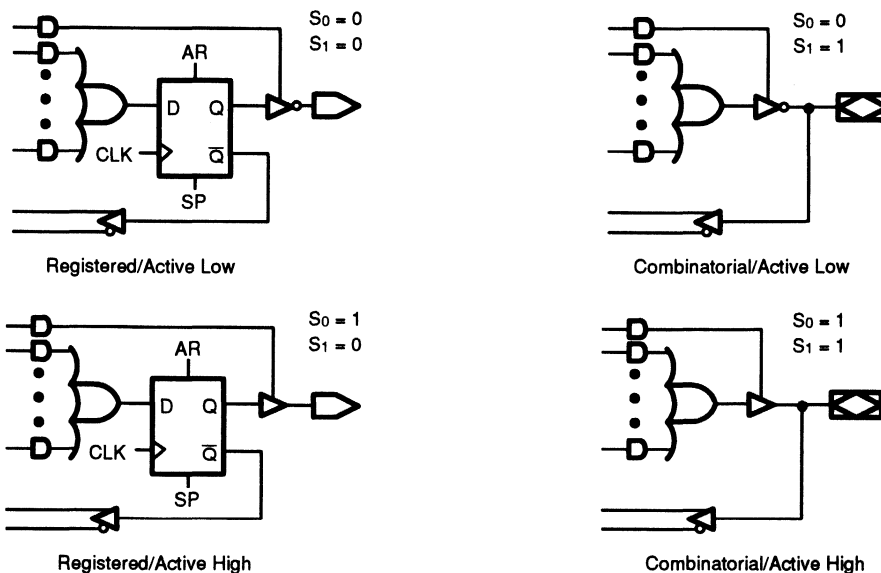 S0 = 0
S1 = 0
AR
D Q
CLK Q̅
SP
Registered/Active Low
S0 = 0
S1 = 1
Combinatorial/Active Low
S0 = 1
S1 = 0
AR
D Q
CLK Q̅
SP
Registered/Active High
S0 = 1
S1 = 1
Combinatorial/Active High